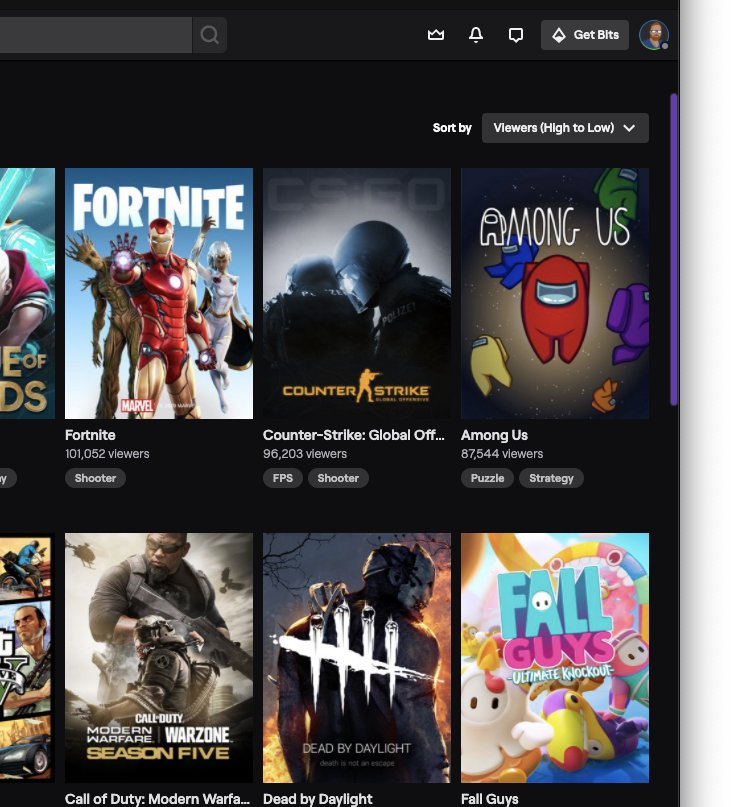 Get Bits
Sort by
Viewers (High to Low)
E OF
DS
FORTNITE
MARVEL
CS:GO
POLIZEI
COUNTER STRIKE
GLOBAL OFFENSIVE
AMONG US
Fortnite
101,052 viewers
Shooter
Counter-Strike: Global Off...
96,203 viewers
FPS
Shooter
Among Us
87,544 viewers
Puzzle
Strategy
y
V
CALL OF DUTY
MODERN WARFARE
WARZONE
SEASON FIVE
DEAD BY DAYLIGHT
death is not an escape
FALL
GUYS
-ULTIMATE KNOCKOUT-
Call of Duty: Modern Warfa...
Dead by Daylight
Fall Guys